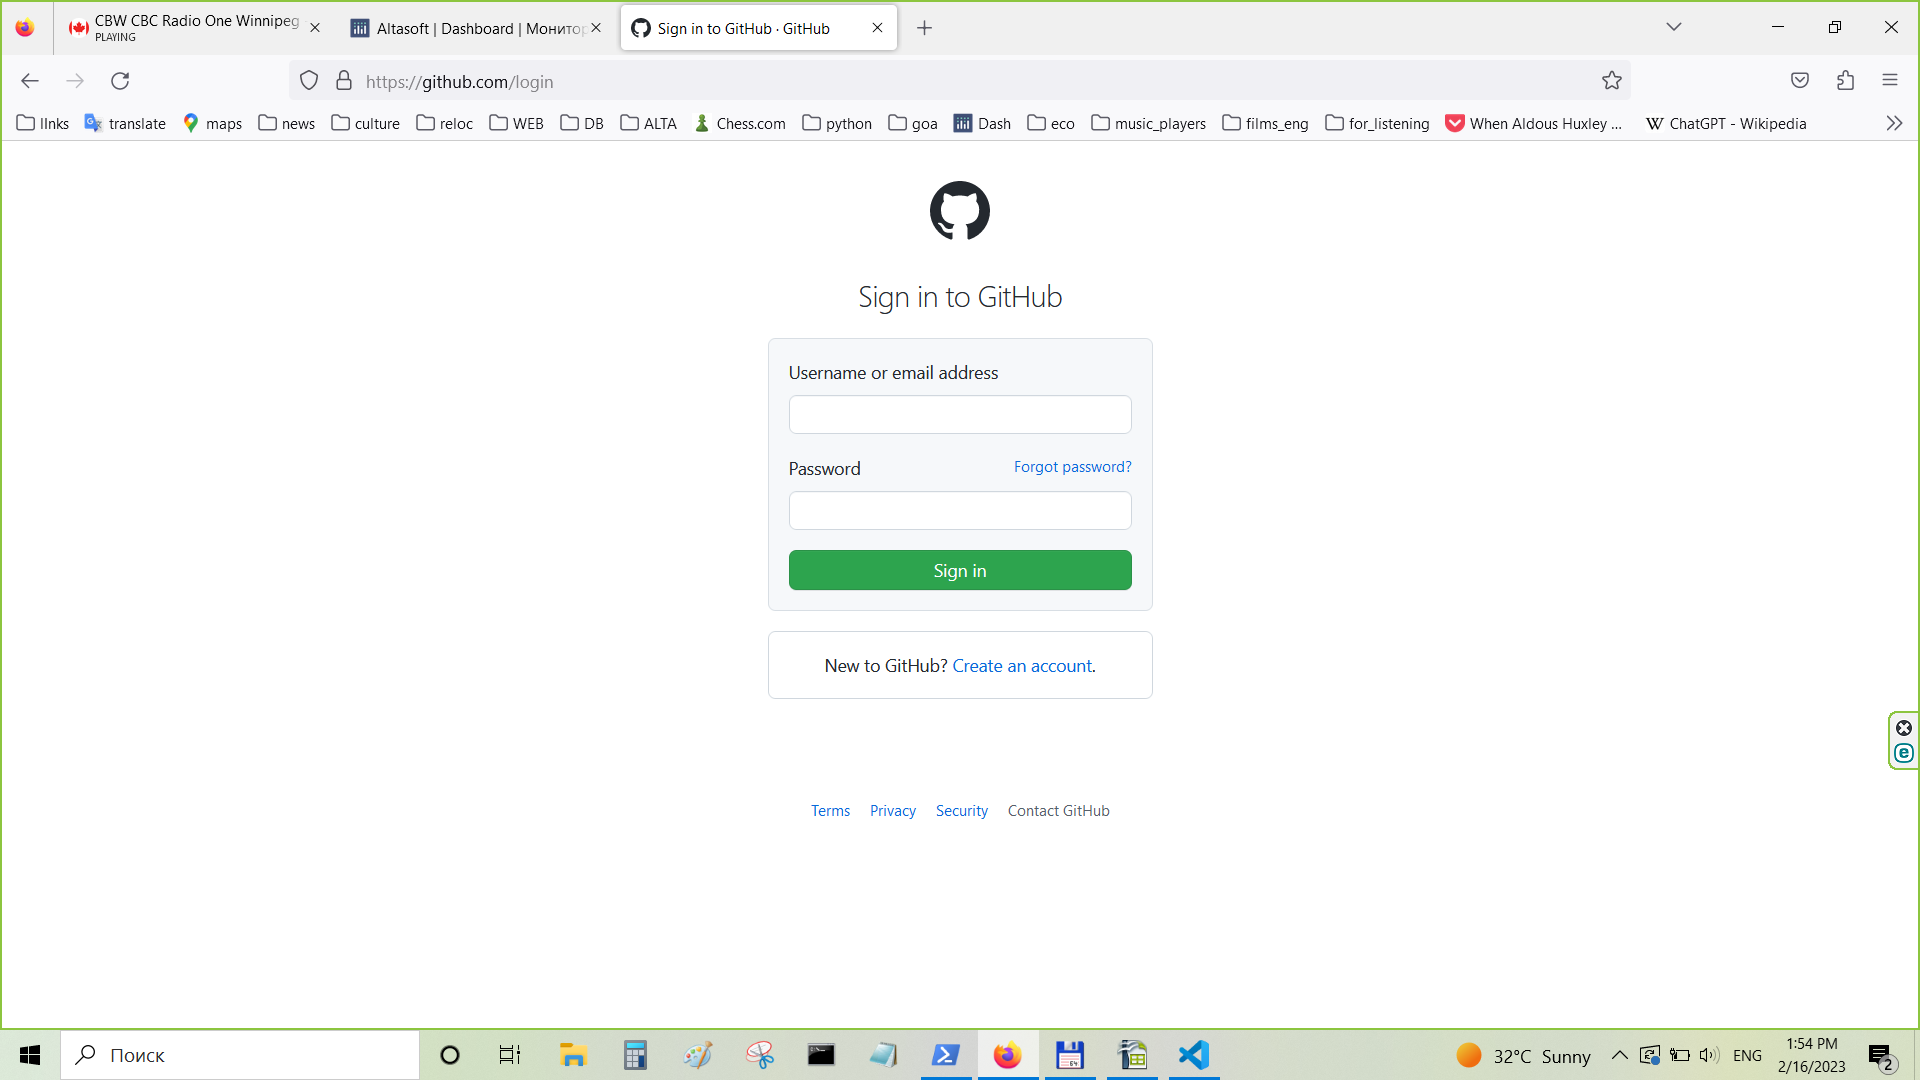 CBW CBC Radio One Winnipeg
PLAYING
Altasoft | Dashboard | Монитор
Sign in to GitHub · GitHub
https://github.com/login
lInks
translate
maps
news
culture
reloc
WEB
DB
ALTA
Chess.com
python
goa
Dash
eco
music_players
films_eng
for_listening
When Aldous Huxley ...
W ChatGPT - Wikipedia
Sign in to GitHub
Username or email address
Password
Forgot password?
Sign in
New to GitHub? Create an account.
Terms
Privacy
Security
Contact GitHub
Поиск
64
32°C Sunny
ENG
1:54 PM
2/16/2023
2